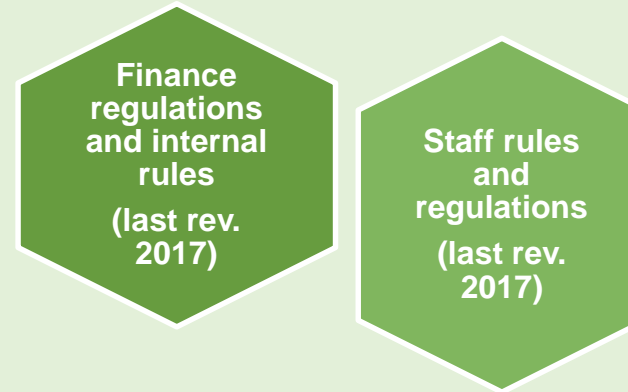 Finance
regulations
and internal
rules
(last rev.
2017)
Staff rules
and
regulations
(last rev.
2017)